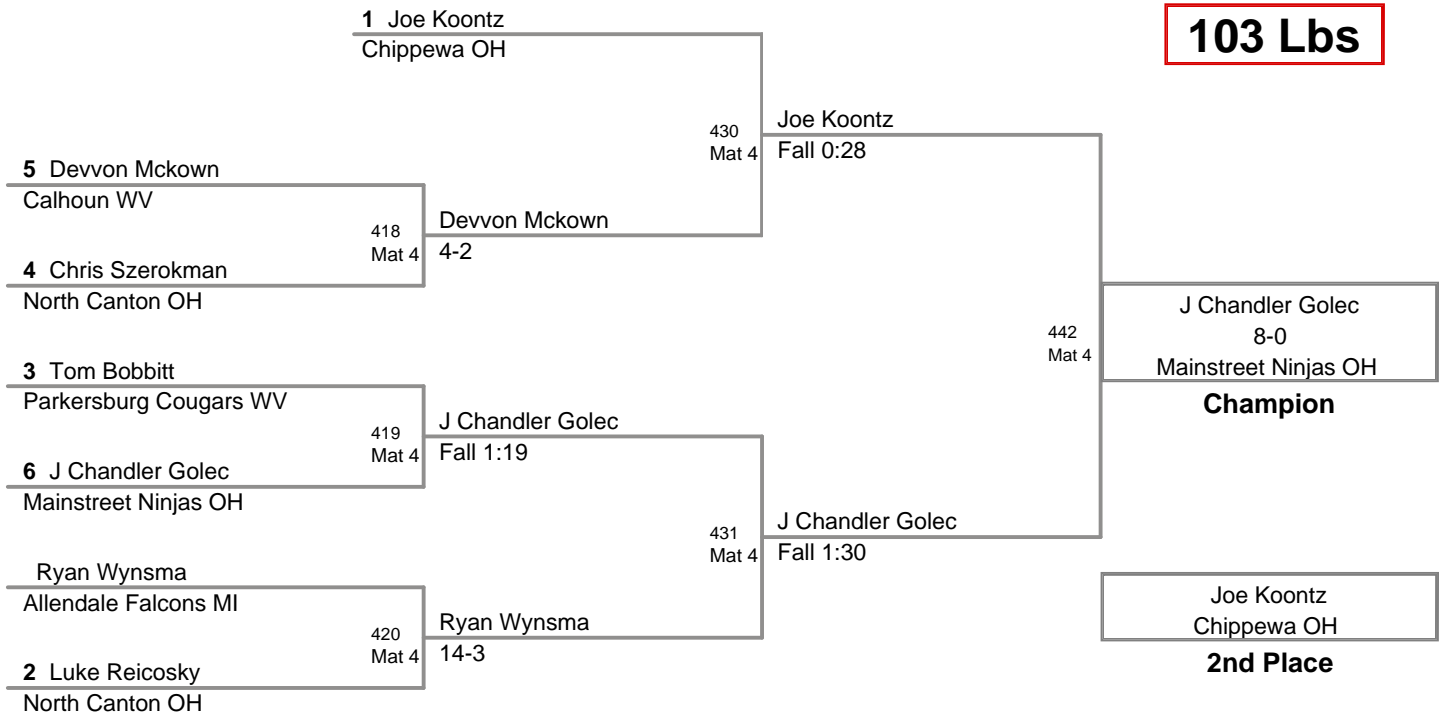 1 Joe Koontz
Chippewa OH
103 Lbs
430
Mat 4
Joe Koontz
Fall 0:28
5 Devvon Mckown
Calhoun WV
418
Mat 4
Devvon Mckown
4-2
4 Chris Szerokman
North Canton OH
442
Mat 4
J Chandler Golec
8-0
Mainstreet Ninjas OH
Champion
3 Tom Bobbitt
Parkersburg Cougars WV
419
Mat 4
J Chandler Golec
Fall 1:19
6 J Chandler Golec
Mainstreet Ninjas OH
431
Mat 4
J Chandler Golec
Fall 1:30
Ryan Wynsma
Allendale Falcons MI
420
Mat 4
Ryan Wynsma
14-3
2 Luke Reicosky
North Canton OH
Joe Koontz
Chippewa OH
2nd Place